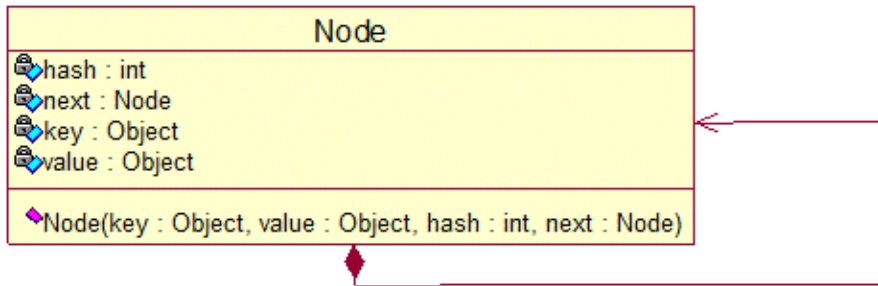 Node
hash : int
next : Node
key : Object
value : Object
Node(key : Object, value : Object, hash : int, next : Node)